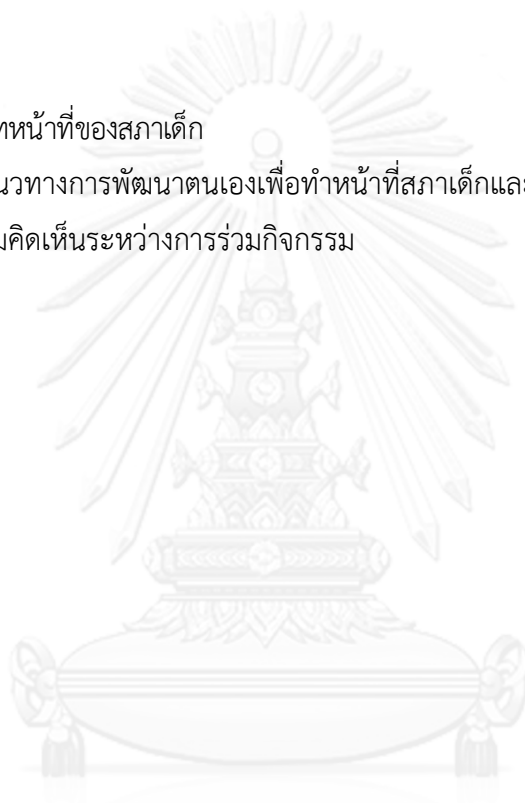 ทหน้าที่ของสภาเด็ก
นวทางการพัฒนาตนเองเพื่อทำหน้าที่สภาเด็กและ
มคิดเห็นระหว่างการร่วมกิจกรรม